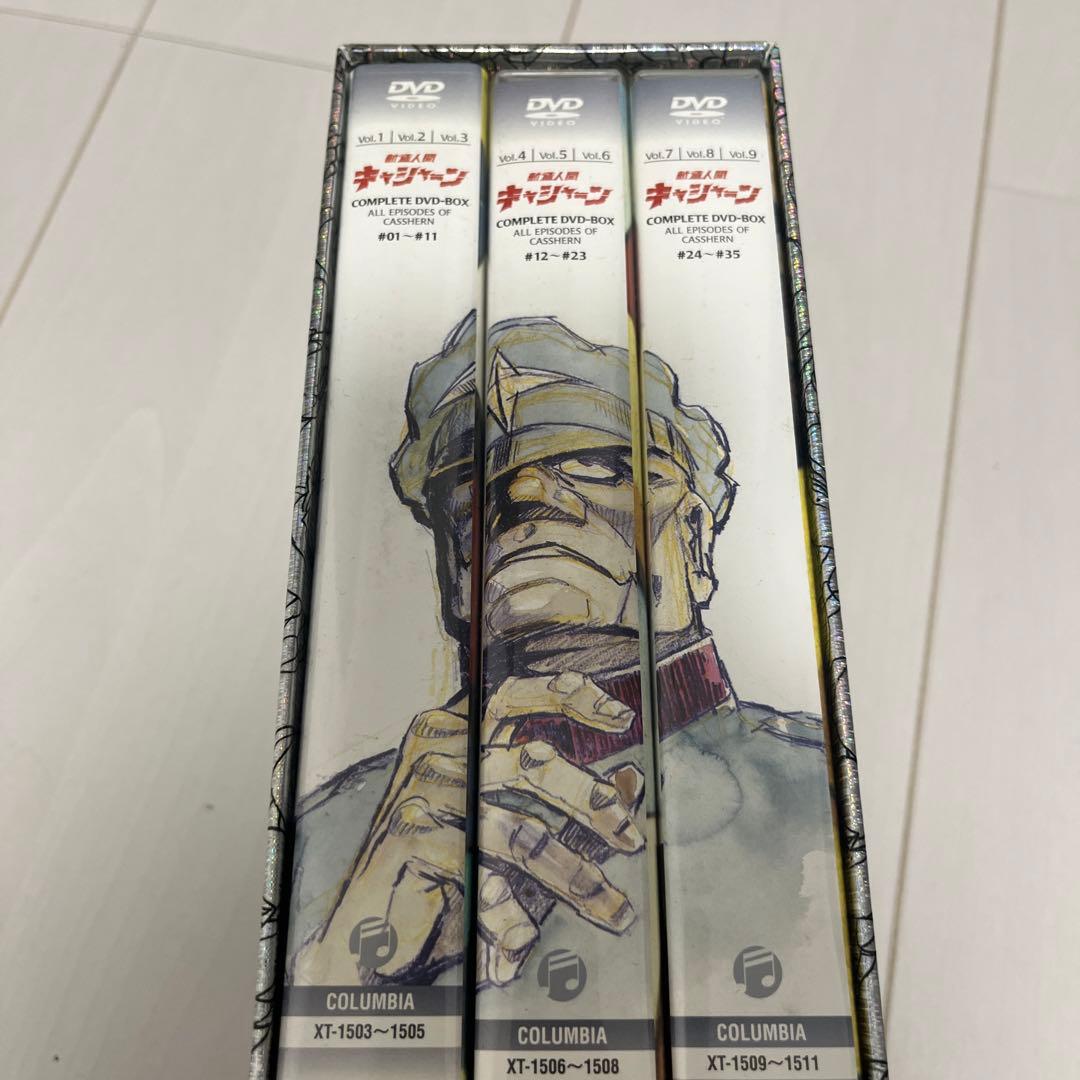 DVD
VIDEO
Vol.1 | Vol.2 | Vol.3
新造人間
キャシャーン
COMPLETE DVD-BOX
ALL EPISODES OF
CASSHERN
#01～#11
COLUMBIA
XT-1503～1505
DVD
VIDEO
Vol.4 | Vol.5 | Vol.6
新造人間
キャシャーン
COMPLETE DVD-BOX
ALL EPISODES OF
CASSHERN
#12～#23
COLUMBIA
XT-1506～1508
DVD
VIDEO
Vol.7 | Vol.8 | Vol.9
新造人間
キャシャーン
COMPLETE DVD-BOX
ALL EPISODES OF
CASSHERN
#24～#35
COLUMBIA
XT-1509～1511